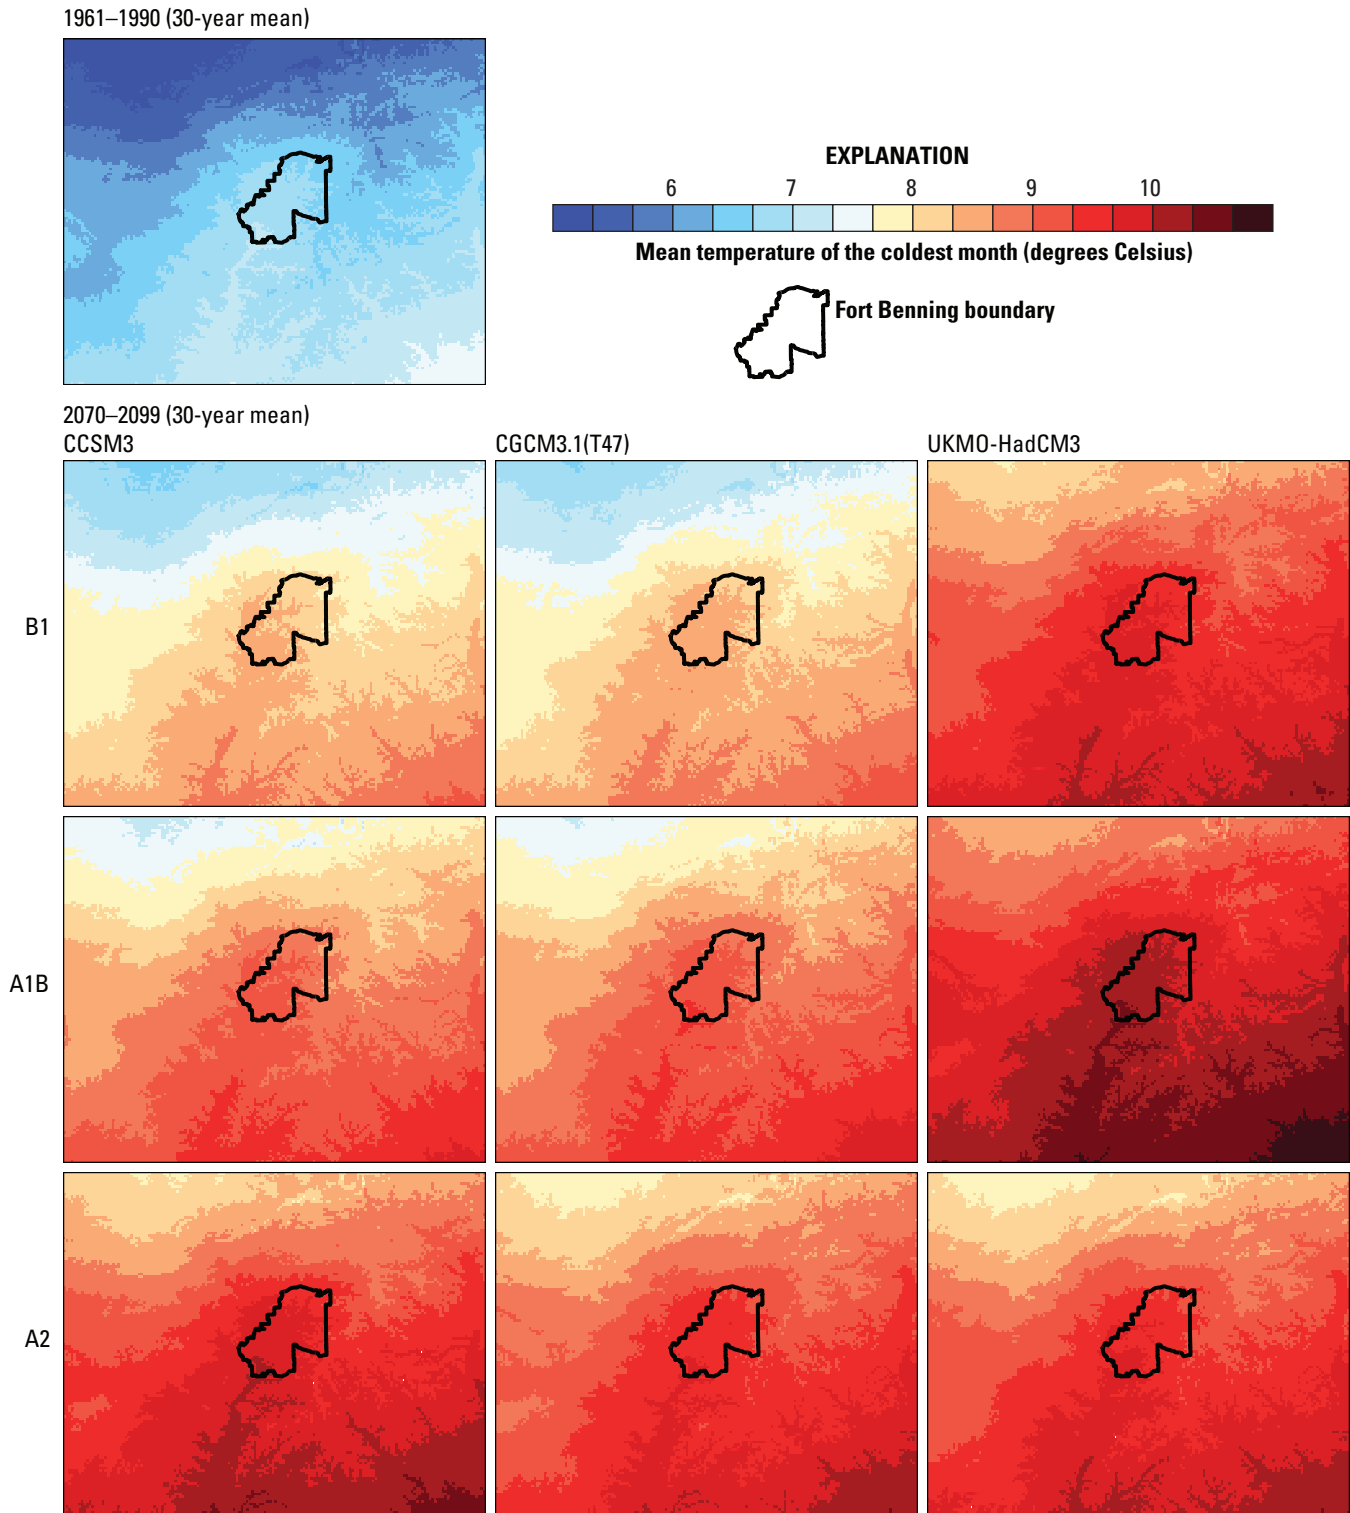 1961–1990 (30-year mean)
EXPLANATION
6 7 8 9 10
Mean temperature of the coldest month (degrees Celsius)
Fort Benning boundary
2070–2099 (30-year mean)
CCSM3 CGCM3.1(T47) UKMO-HadCM3
B1
A1B
A2